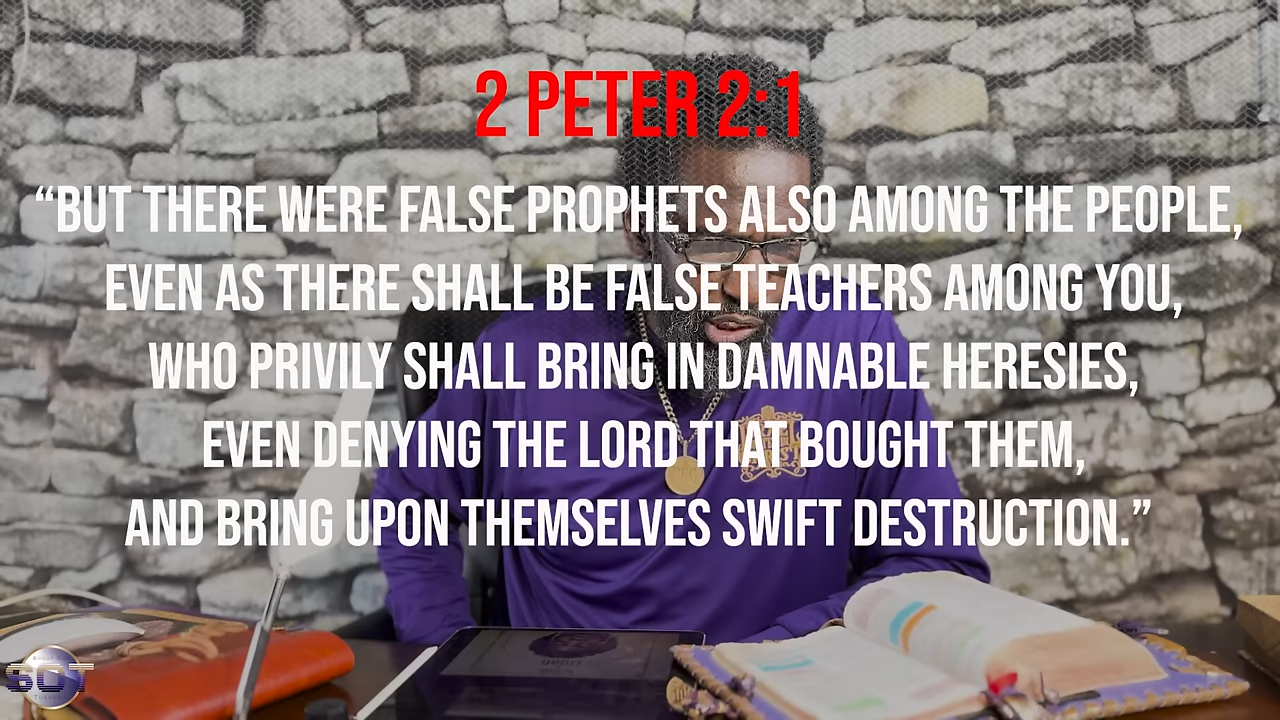 2 PETER 2:1
“BUT THERE WERE FALSE PROPHETS ALSO AMONG THE PEOPLE,
EVEN AS THERE SHALL BE FALSE TEACHERS AMONG YOU,
WHO PRIVILY SHALL BRING IN DAMNABLE HERESIES,
EVEN DENYING THE LORD THAT BOUGHT THEM,
AND BRING UPON THEMSELVES SWIFT DESTRUCTION.”
SGT